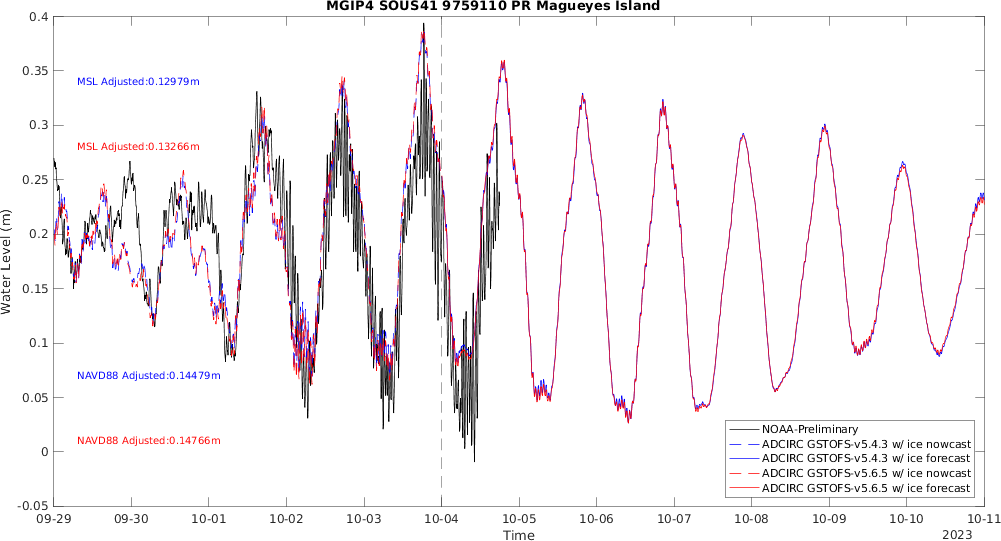 MGIP4 SOUS41 9759110 PR Magueyes Island
0.4
0.35
0.3
0.25
0.2
0.15
0.1
0.05
0
-0.05
Water Level (m)
MSL Adjusted:0.12979m
MSL Adjusted:0.13266m
NAVD88 Adjusted:0.14479m
NAVD88 Adjusted:0.14766m
NOAA-Preliminary
ADCIRC GSTOFS-v5.4.3 w/ ice nowcast
ADCIRC GSTOFS-v5.4.3 w/ ice forecast
ADCIRC GSTOFS-v5.6.5 w/ ice nowcast
ADCIRC GSTOFS-v5.6.5 w/ ice forecast
09-29 09-30 10-01 10-02 10-03 10-04 10-05 10-06 10-07 10-08 10-09 10-10 10-11
Time
2023